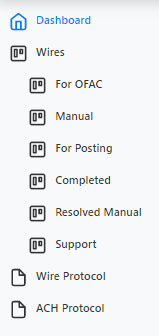 Dashboard
Wires
For OFAC
Manual
For Posting
Completed
Resolved Manual
Support
Wire Protocol
ACH Protocol